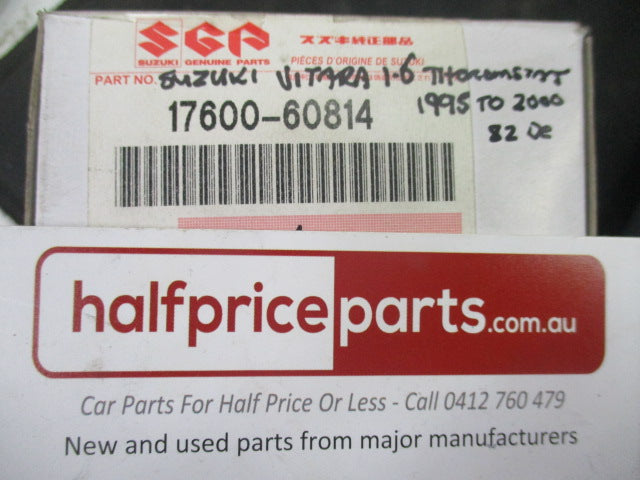 SGP スズキ純正部品
SUZUKI GENUINE PARTS PIÈCES D'ORIGINE DE SUZUKI
PART NO. SUZUKI VITARA 1.6 THERMSTAT
17600-60814 1995 TO 2000
82 De
halfpriceparts.com.au
Car Parts For Half Price Or Less - Call 0412 760 479
New and used parts from major manufacturers